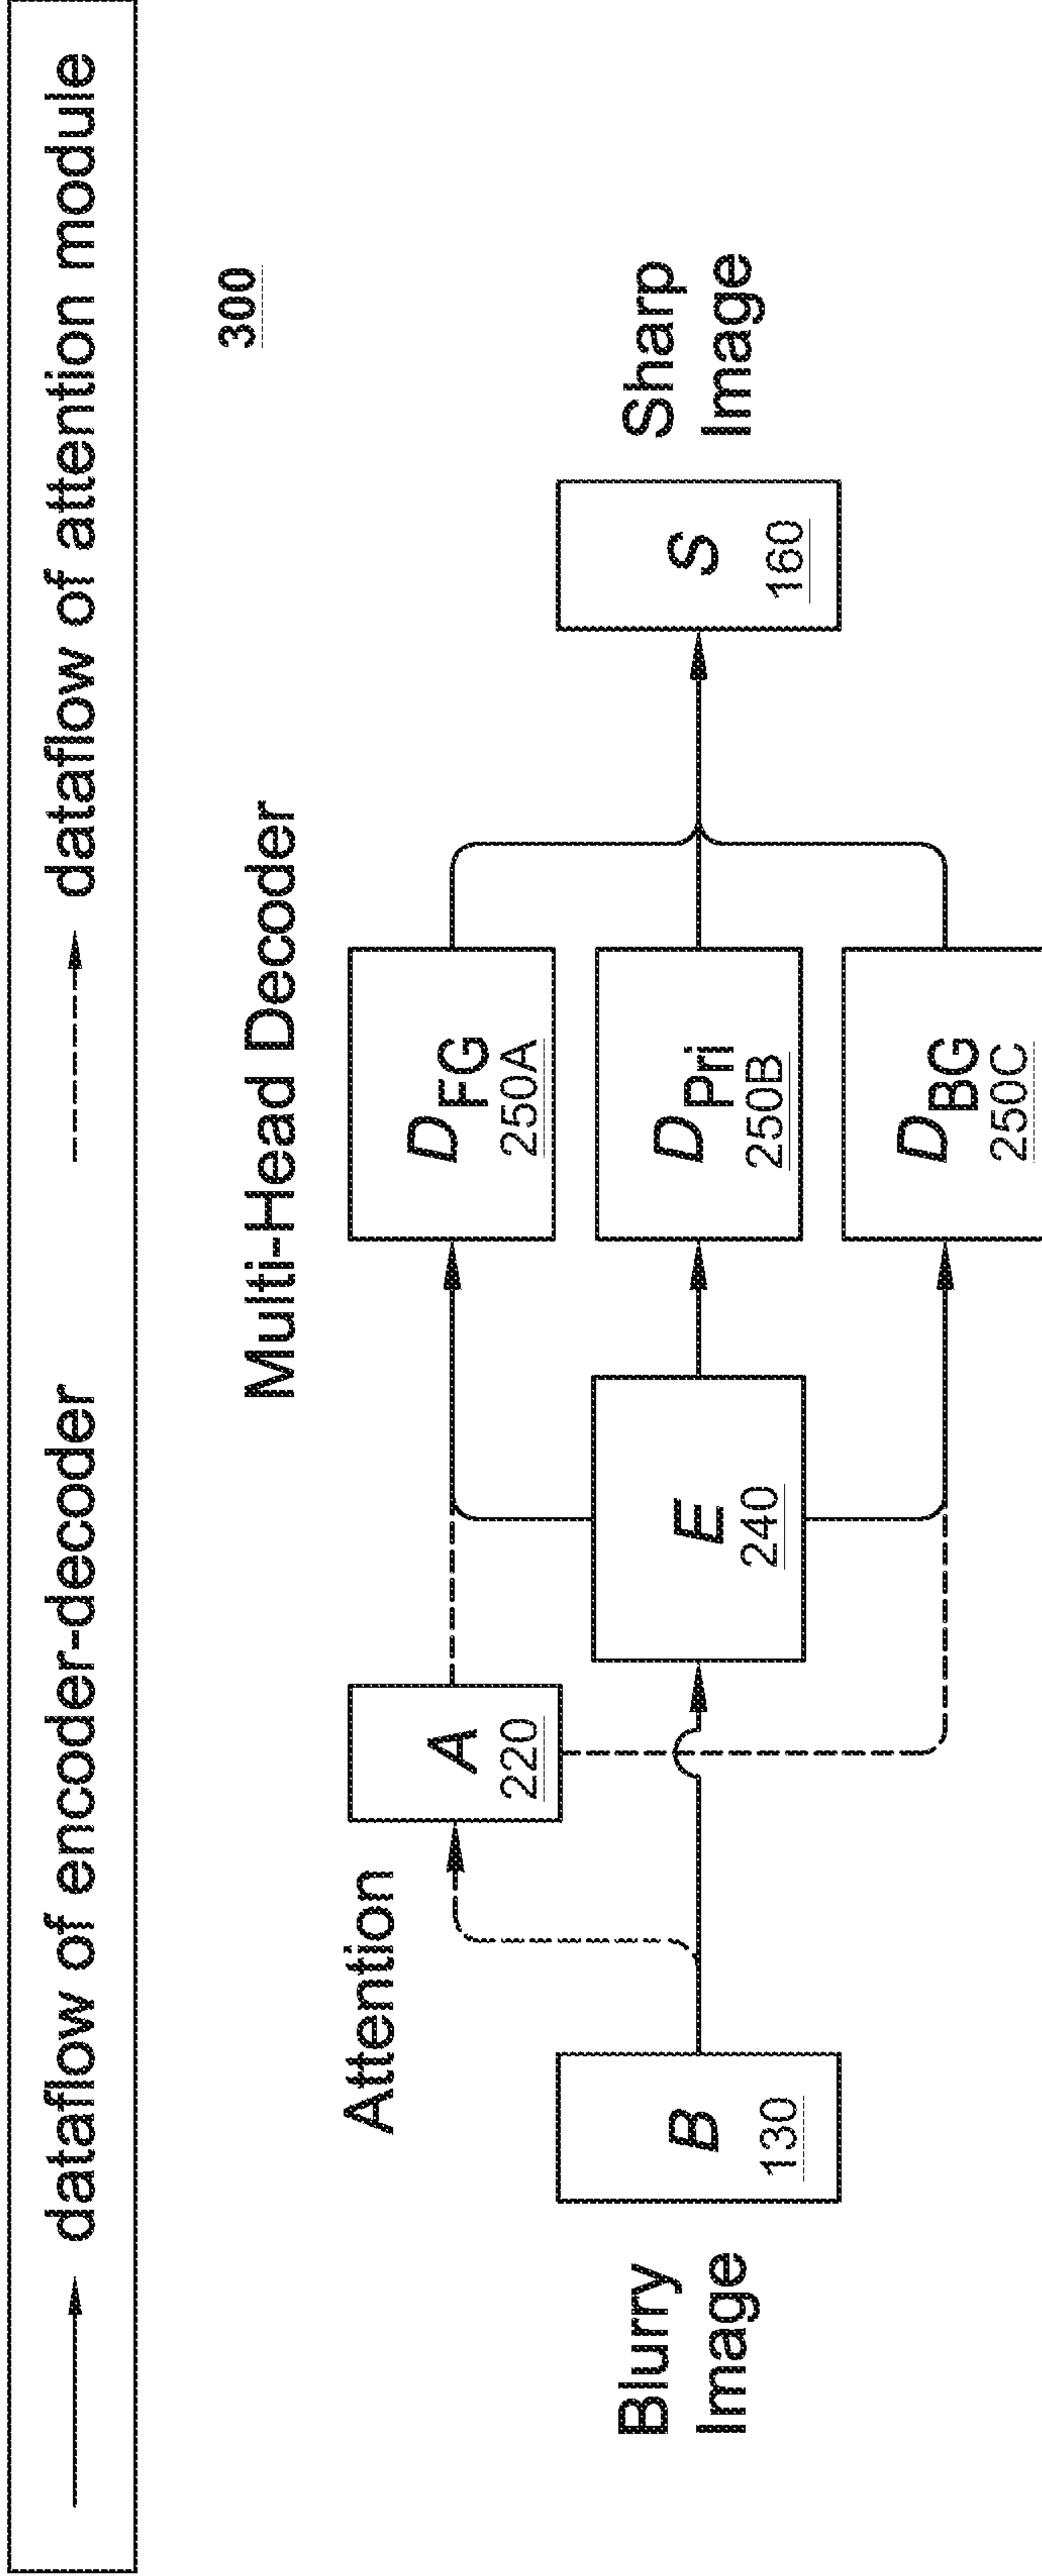 dataflow of encoder-decoder
dataflow of attention module
300
Multi-Head Decoder
Attention
A
220
D FG
250A
Blurry
Image
B
130
E
240
D Pri
250B
S
160
Sharp
Image
D BG
250C